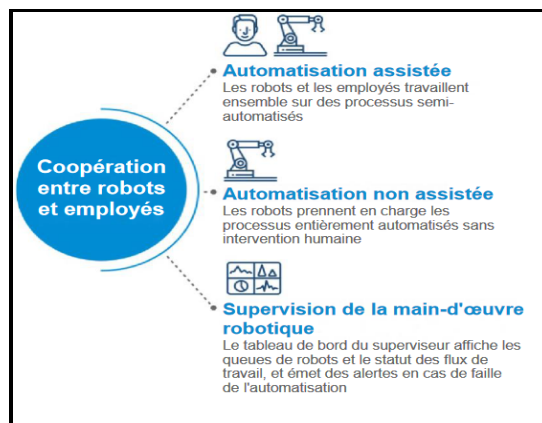 Coopération
entre robots
et employés
Automatisation assistée
Les robots et les employés travaillent
ensemble sur des processus semi-
automatisés
Automatisation non assistée
Les robots prennent en charge les
processus entièrement automatisés sans
intervention humaine
Supervision de la main-d'œuvre
robotique
Le tableau de bord du superviseur affiche les
queues de robots et le statut des flux de
travail, et émet des alertes en cas de faille
de l'automatisation